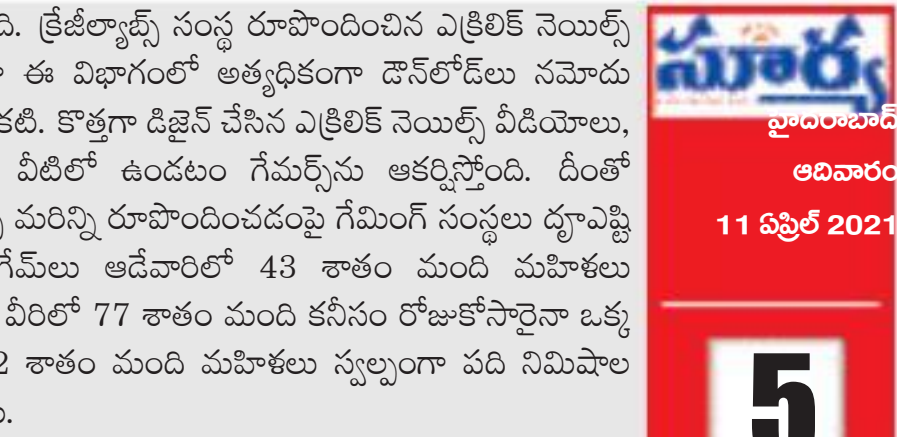 ది. క్రేజీల్యాబ్స్ సంస్థ రూపొందించిన ఎక్రిలిక్ నెయిల్స్
ఈ విభాగంలో అత్యధికంగా డౌన్‌లోడ్‌లు నమోదు
కటి. కొత్తగా డిజైన్ చేసిన ఎక్రిలిక్ నెయిల్స్ వీడియోలు,
వీటిలో ఉండటం గేమర్స్‌ను ఆకర్షిస్తోంది. దీంతో
మరిన్ని రూపొందించడంపై గేమింగ్ సంస్థలు దృఎష్టి
గేమ్‌లు ఆడేవారిలో 43 శాతం మంది మహిళలు
వీరిలో 77 శాతం మంది కనీసం రోజుకోసారైనా ఒక్క
2 శాతం మంది మహిళలు స్వల్పంగా పది నిమిషాల
సూర్య
హైదరాబాద్
ఆదివారం
11 ఏప్రిల్ 2021
5